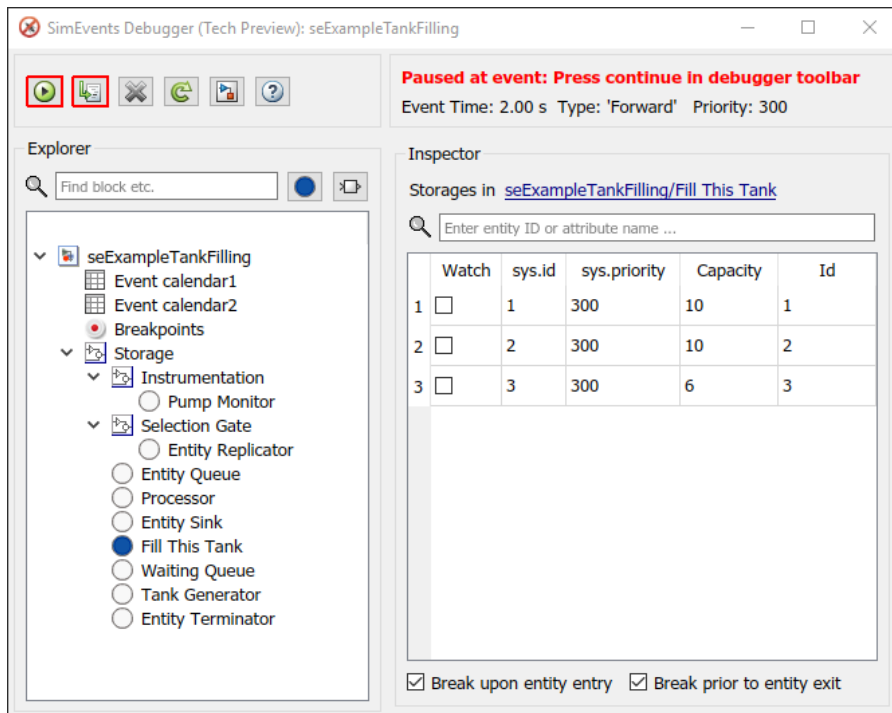 SimEvents Debugger (Tech Preview): seExampleTankFilling
Paused at event: Press continue in debugger toolbar
Event Time: 2.00 s Type: 'Forward' Priority: 300
Explorer
Find block etc.
seExampleTankFilling
Event calendar1
Event calendar2
Breakpoints
Storage
Instrumentation
Pump Monitor
Selection Gate
Entity Replicator
Entity Queue
Processor
Entity Sink
Fill This Tank
Waiting Queue
Tank Generator
Entity Terminator
Inspector
Storages in seExampleTankFilling/Fill This Tank
Enter entity ID or attribute name ...
Watch sys.id sys.priority Capacity Id
1 1 300 10 1
2 2 300 10 2
3 3 300 6 3
Break upon entity entry Break prior to entity exit